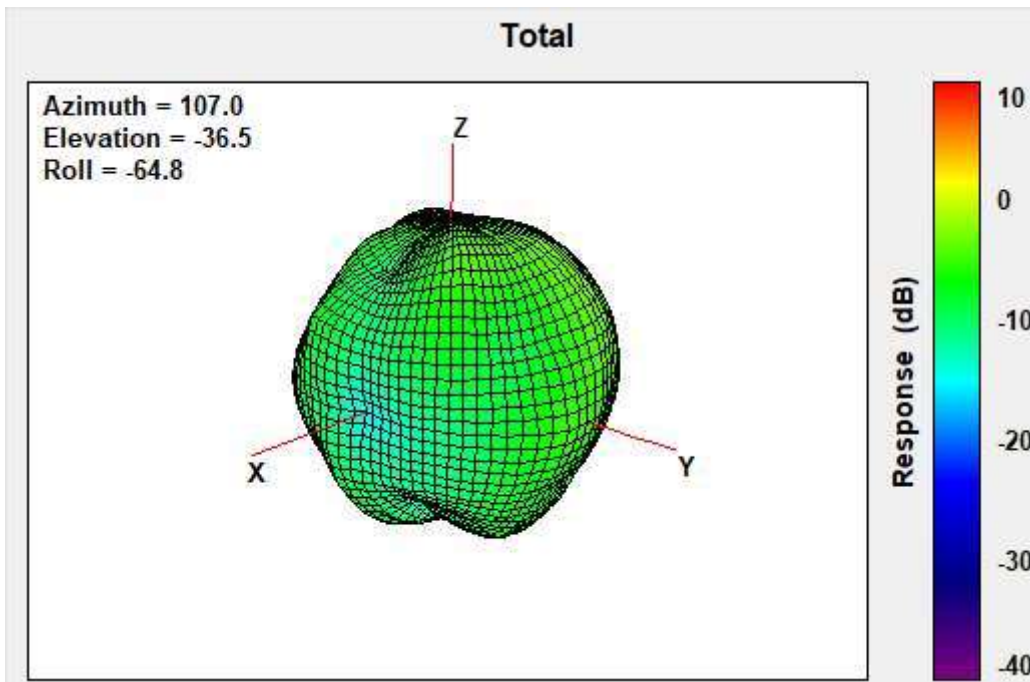 Total
Azimuth = 107.0
Elevation = -36.5
Roll = -64.8
Z
X
Y
Response (dB)
10
0
-10
-20
-30
-40